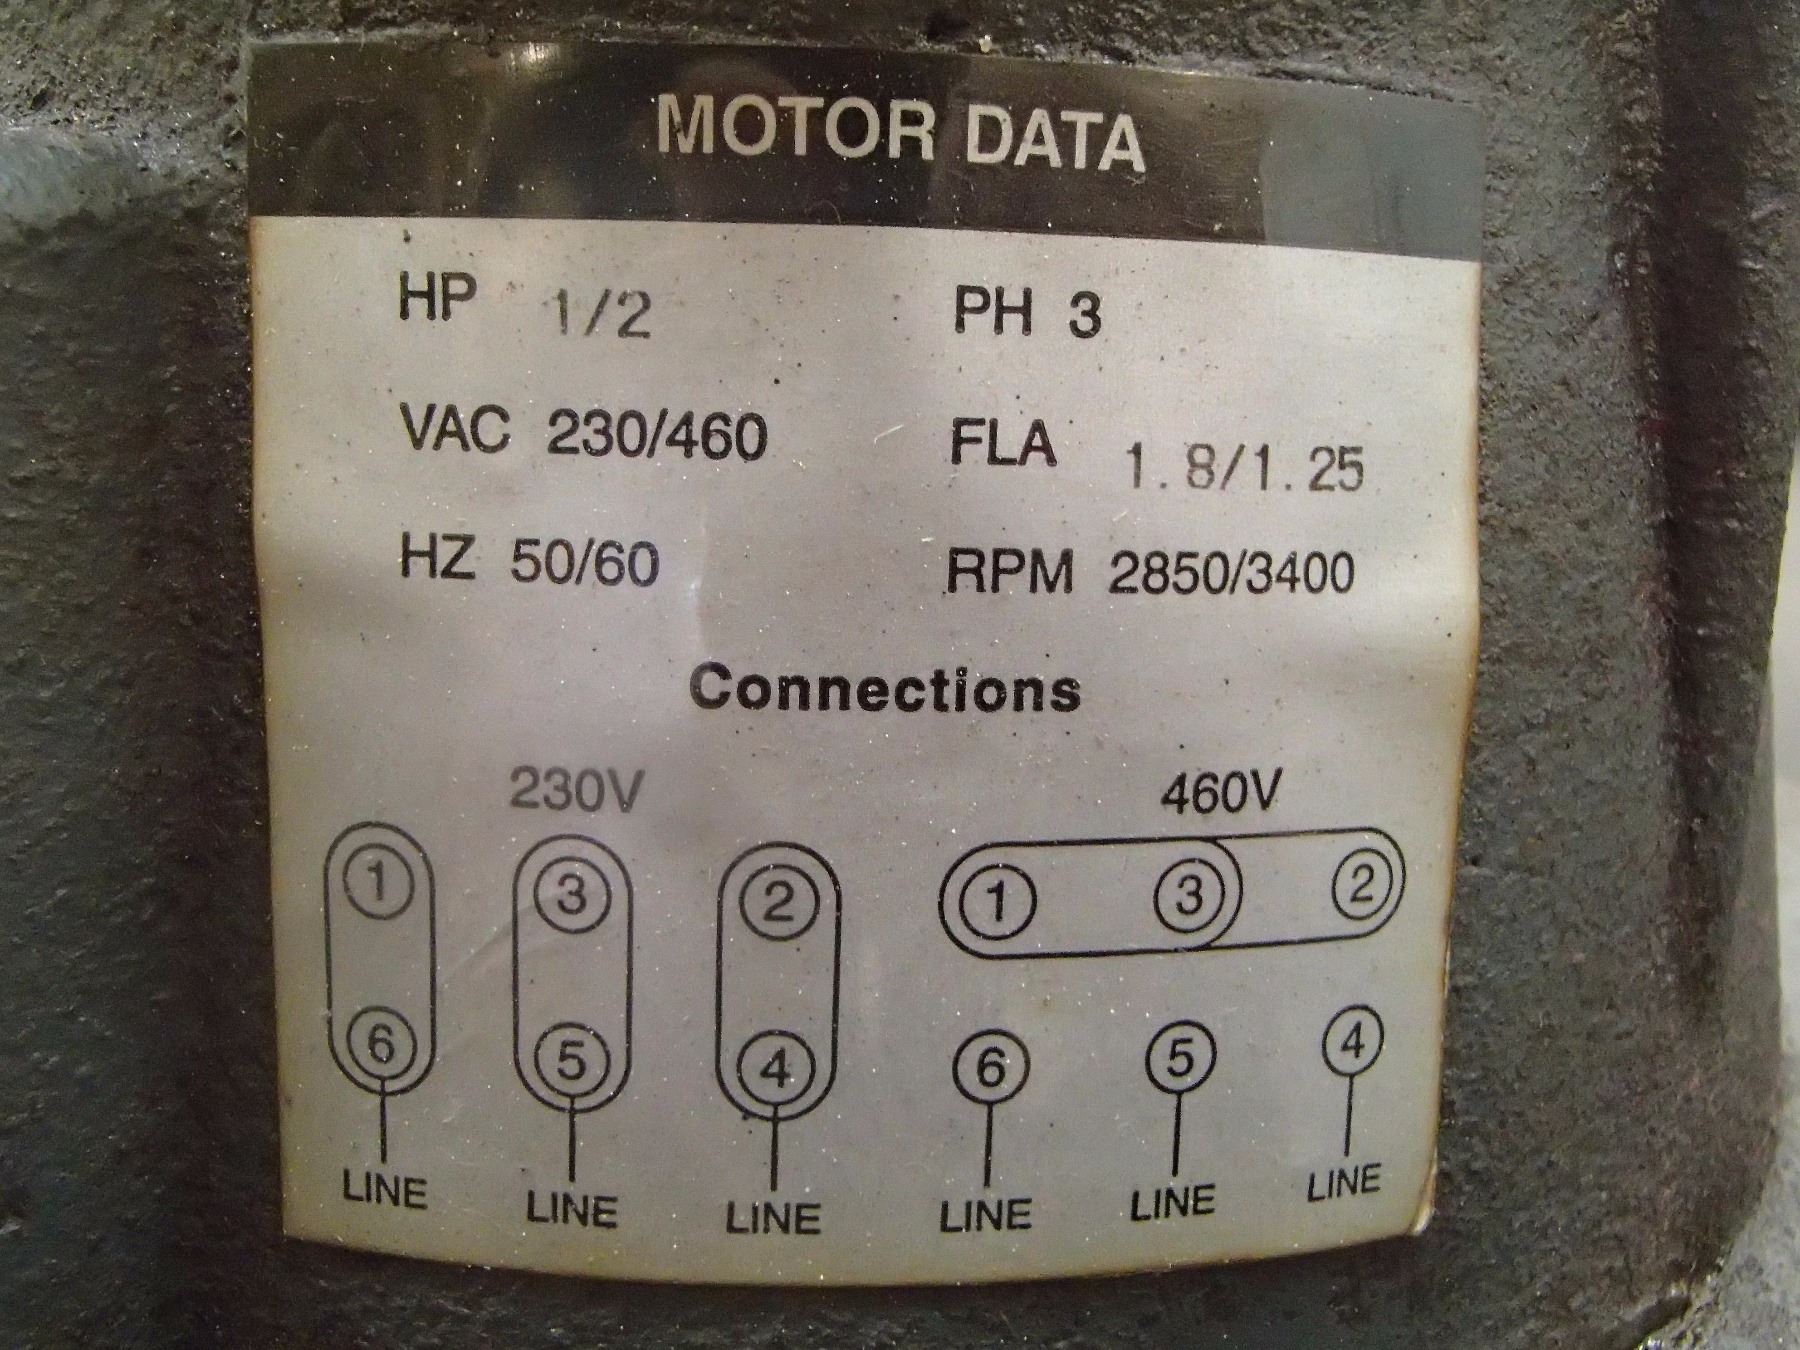 MOTOR DATA
HP 1/2 PH 3
VAC 230/460 FLA 1.8/1.25
HZ 50/60 RPM 2850/3400
Connections
230V 460V
1 3 2 1 3 2
6 5 4 6 5 4
LINE LINE LINE LINE LINE LINE